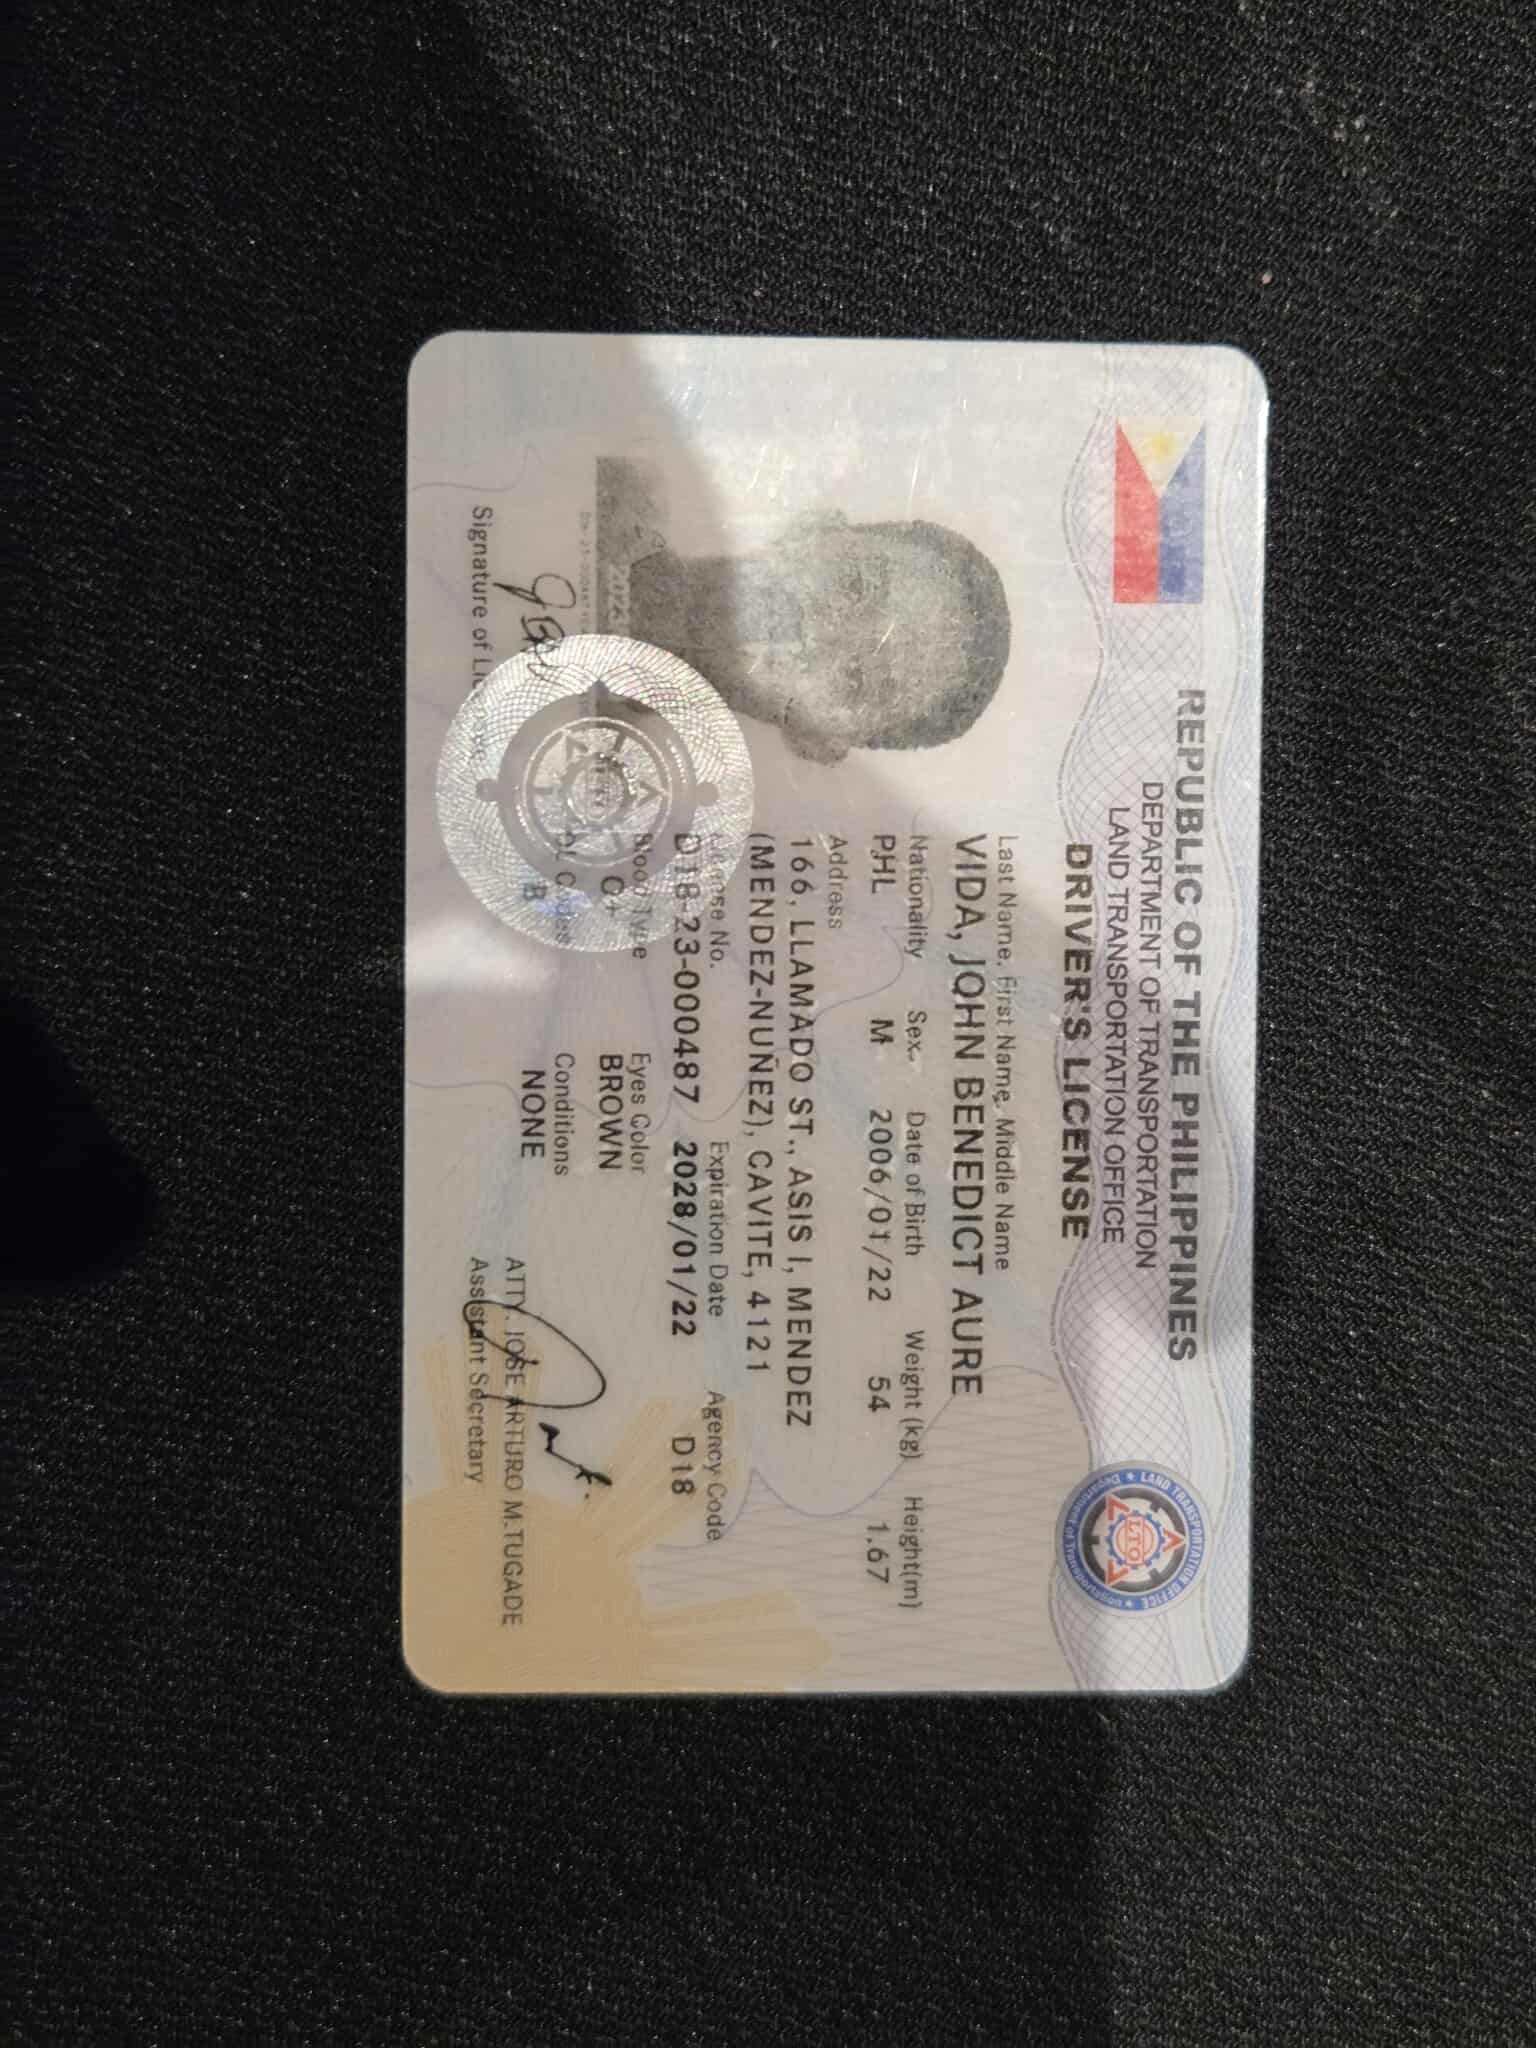 REPUBLIC OF THE PHILIPPINES
DEPARTMENT OF TRANSPORTATION
LAND TRANSPORTATION OFFICE
DRIVER'S LICENSE
LAND TRANSPORTATION OFFICE
Department of Transportation
LTO
Last Name, First Name, Middle Name
VIDA, JOHN BENEDICT AURE
Nationality Sex Date of Birth Weight (kg) Height(m)
PHL M 2006/01/22 54 1.67
Address
166, LLAMADO ST., ASIS I, MENDEZ
(MENDEZ-NUÑEZ), CAVITE, 4121
License No. Expiration Date Agency Code
D18-23-000487 2028/01/22 D18
Blood Type Eyes Color
O+ BROWN
DL Codes Conditions
B NONE
LTO
Signature of Licensee
ATTY. JOSE ARTURO M.TUGADE
Assistant Secretary